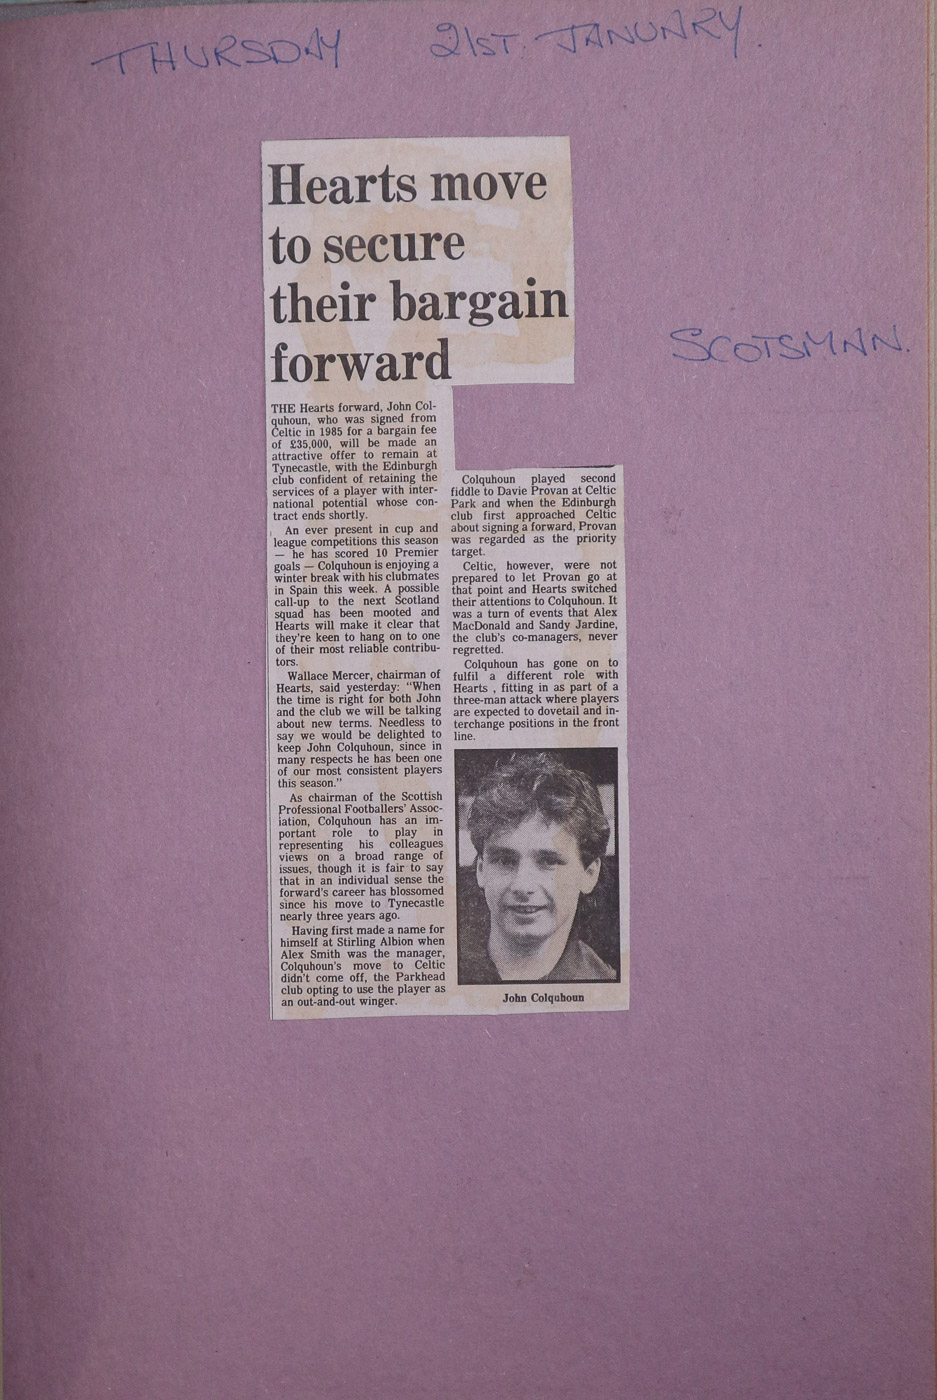 THURSDAY 21ST. JANUARY.
SCOTSMAN.
Hearts move
to secure
their bargain
forward
THE Hearts forward, John Col-
quhoun, who was signed from
Celtic in 1985 for a bargain fee
of £35,000, will be made an
attractive offer to remain at
Tynecastle, with the Edinburgh
club confident of retaining the
services of a player with inter-
national potential whose con-
tract ends shortly.
An ever present in cup and
league competitions this season
— he has scored 10 Premier
goals — Colquhoun is enjoying a
winter break with his clubmates
in Spain this week. A possible
call-up to the next Scotland
squad has been mooted and
Hearts will make it clear that
they're keen to hang on to one
of their most reliable contribu-
tors.
Wallace Mercer, chairman of
Hearts, said yesterday: "When
the time is right for both John
and the club we will be talking
about new terms. Needless to
say we would be delighted to
keep John Colquhoun, since in
many respects he has been one
of our most consistent players
this season."
As chairman of the Scottish
Professional Footballers' Assoc-
iation, Colquhoun has an im-
portant role to play in
representing his colleagues
views on a broad range of
issues, though it is fair to say
that in an individual sense the
forward's career has blossomed
since his move to Tynecastle
nearly three years ago.
Having first made a name for
himself at Stirling Albion when
Alex Smith was the manager,
Colquhoun's move to Celtic
didn't come off, the Parkhead
club opting to use the player as
an out-and-out winger.
Colquhoun played second
fiddle to Davie Provan at Celtic
Park and when the Edinburgh
club first approached Celtic
about signing a forward, Provan
was regarded as the priority
target.
Celtic, however, were not
prepared to let Provan go at
that point and Hearts switched
their attentions to Colquhoun. It
was a turn of events that Alex
MacDonald and Sandy Jardine,
the club's co-managers, never
regretted.
Colquhoun has gone on to
fulfil a different role with
Hearts , fitting in as part of a
three-man attack where players
are expected to dovetail and in-
terchange positions in the front
line.
John Colquhoun